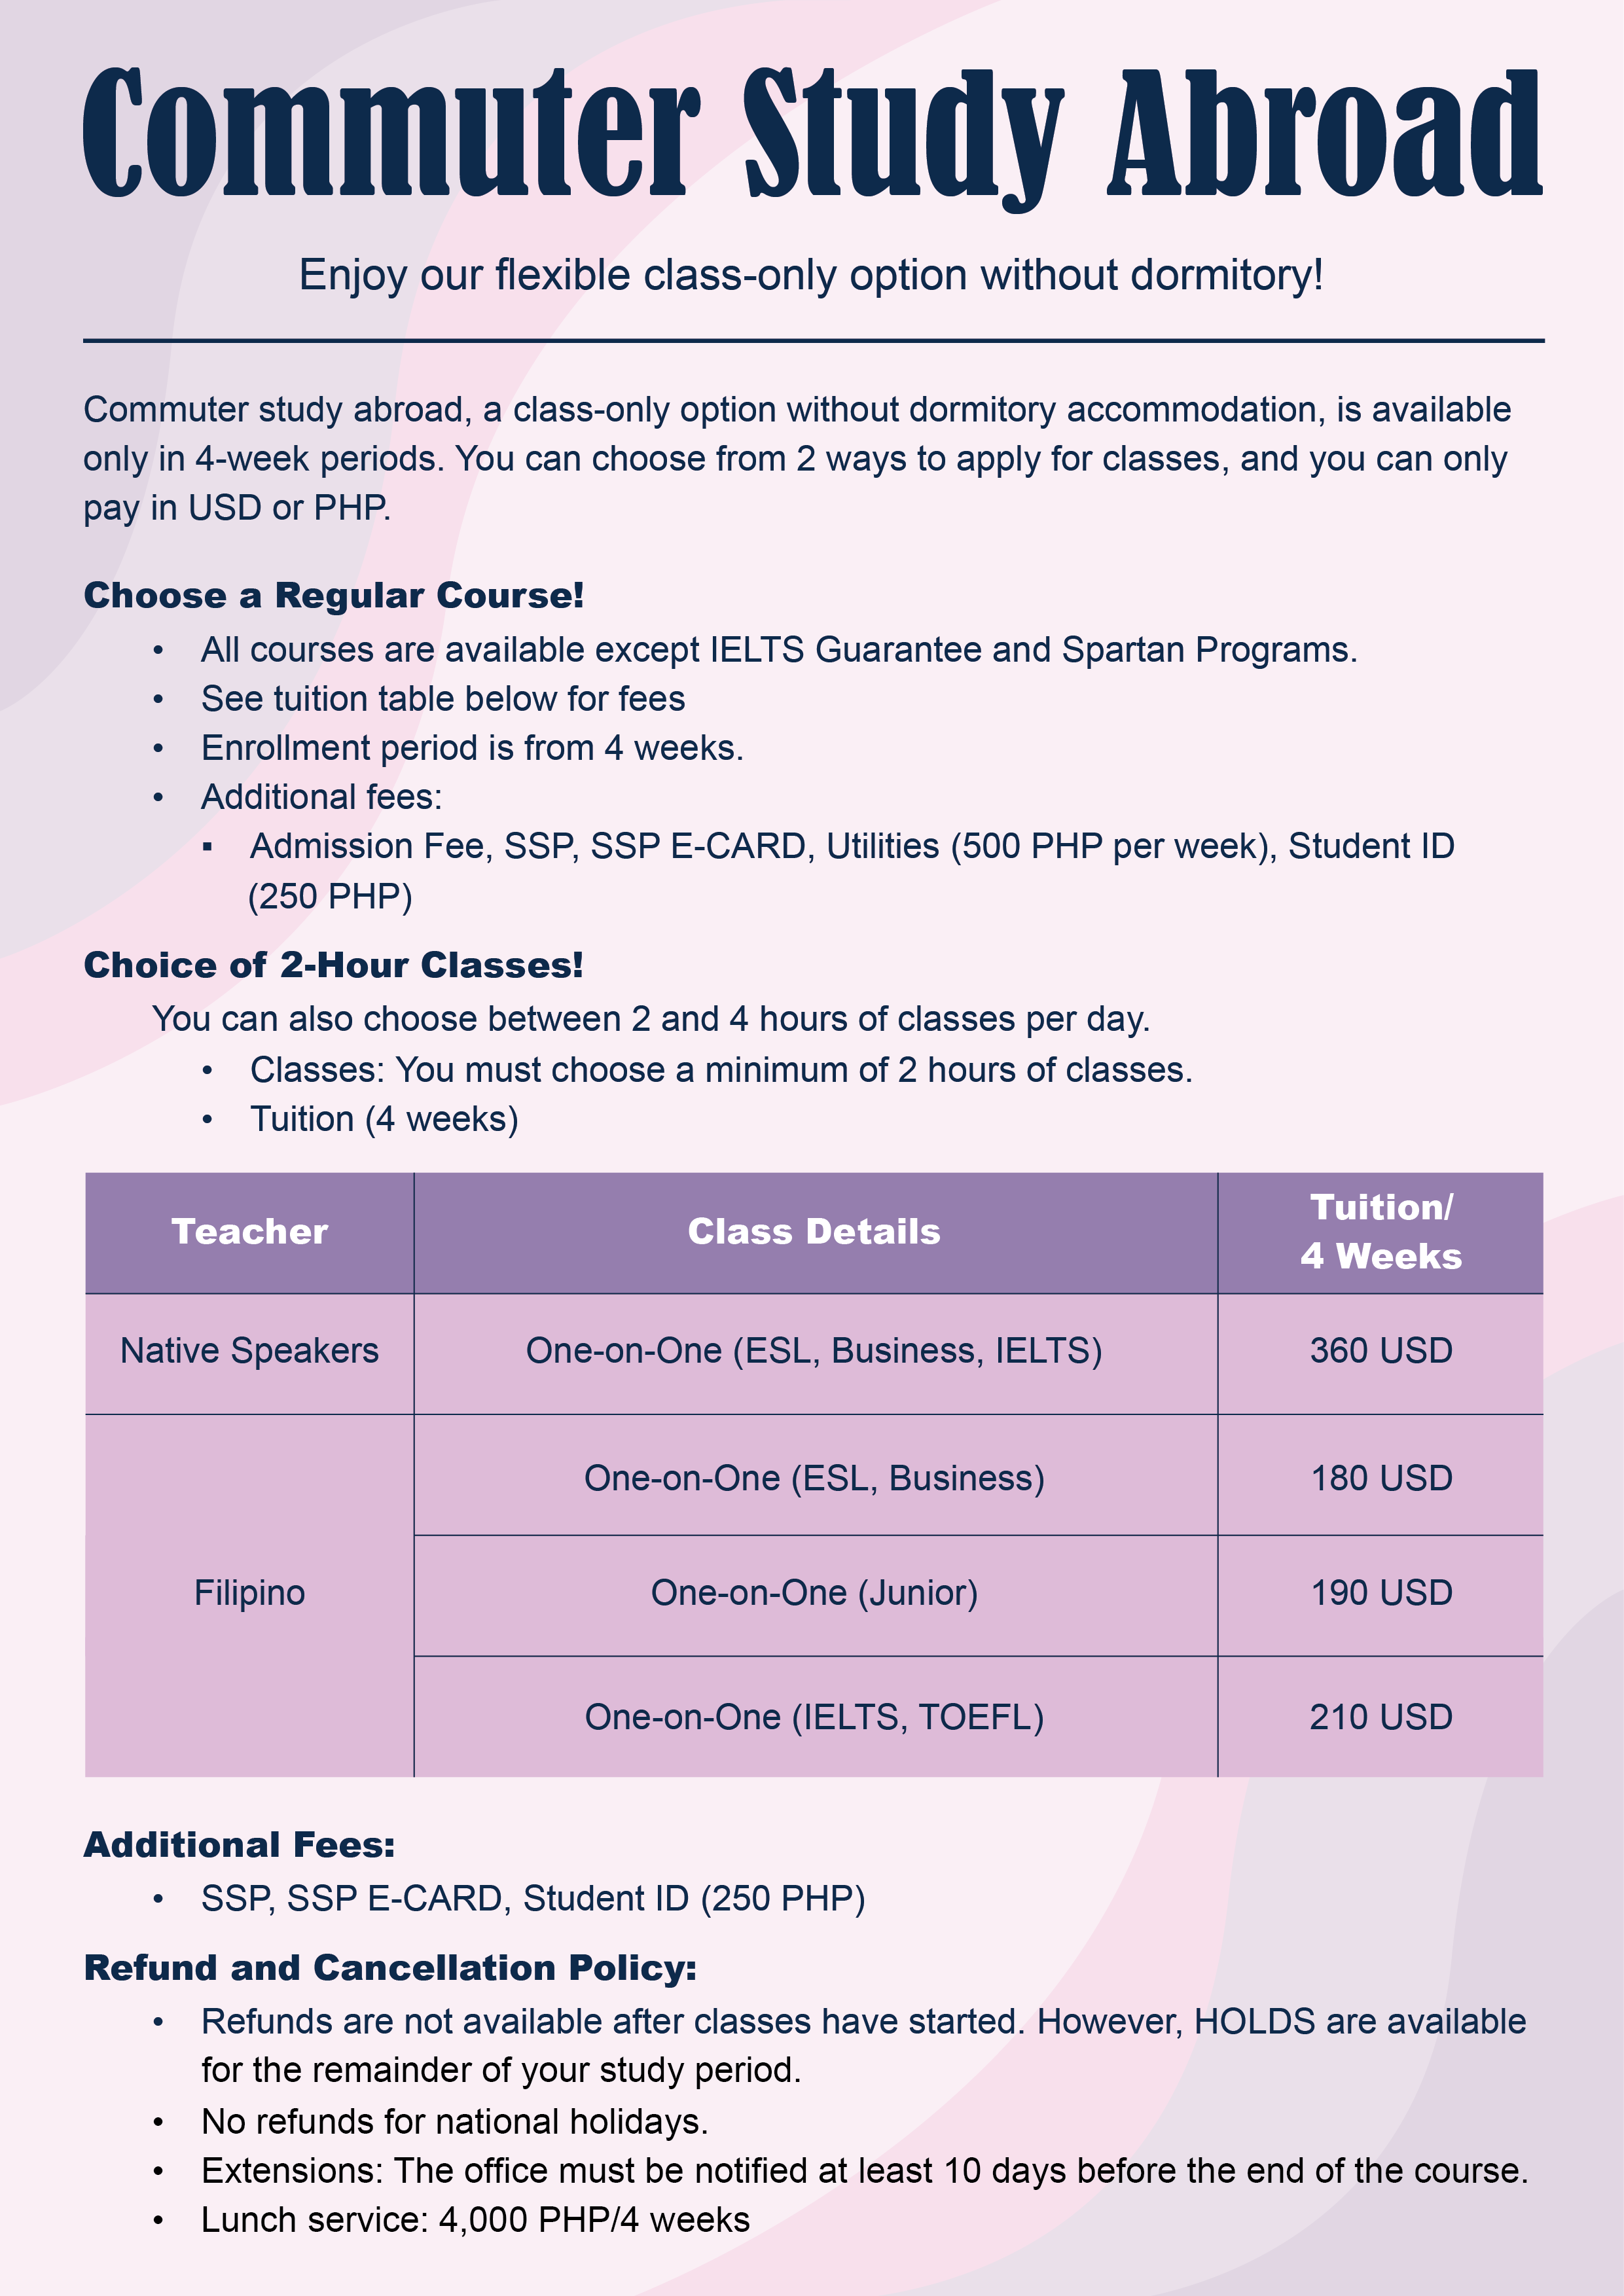 Commuter Study Abroad
Enjoy our flexible class-only option without dormitory!
Commuter study abroad, a class-only option without dormitory accommodation, is available
only in 4-week periods. You can choose from 2 ways to apply for classes, and you can only
pay in USD or PHP.
Choose a Regular Course!
• All courses are available except IELTS Guarantee and Spartan Programs.
• See tuition table below for fees
• Enrollment period is from 4 weeks.
• Additional fees:
▪ Admission Fee, SSP, SSP E-CARD, Utilities (500 PHP per week), Student ID
(250 PHP)
Choice of 2-Hour Classes!
You can also choose between 2 and 4 hours of classes per day.
• Classes: You must choose a minimum of 2 hours of classes.
• Tuition (4 weeks)
Teacher
Class Details
Tuition/
4 Weeks
Native Speakers
One-on-One (ESL, Business, IELTS)
360 USD
Filipino
One-on-One (ESL, Business)
180 USD
One-on-One (Junior)
190 USD
One-on-One (IELTS, TOEFL)
210 USD
Additional Fees:
• SSP, SSP E-CARD, Student ID (250 PHP)
Refund and Cancellation Policy:
• Refunds are not available after classes have started. However, HOLDS are available
for the remainder of your study period.
• No refunds for national holidays.
• Extensions: The office must be notified at least 10 days before the end of the course.
• Lunch service: 4,000 PHP/4 weeks